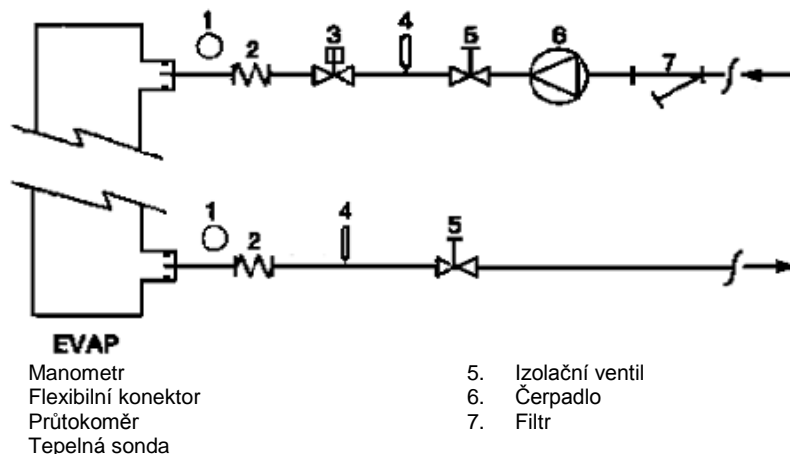 1 2 3 4 5 6 7
1 2 4 5
EVAP
Manometr
Flexibilní konektor
Průtokoměr
Tepelná sonda
5. Izolační ventil
6. Čerpadlo
7. Filtr